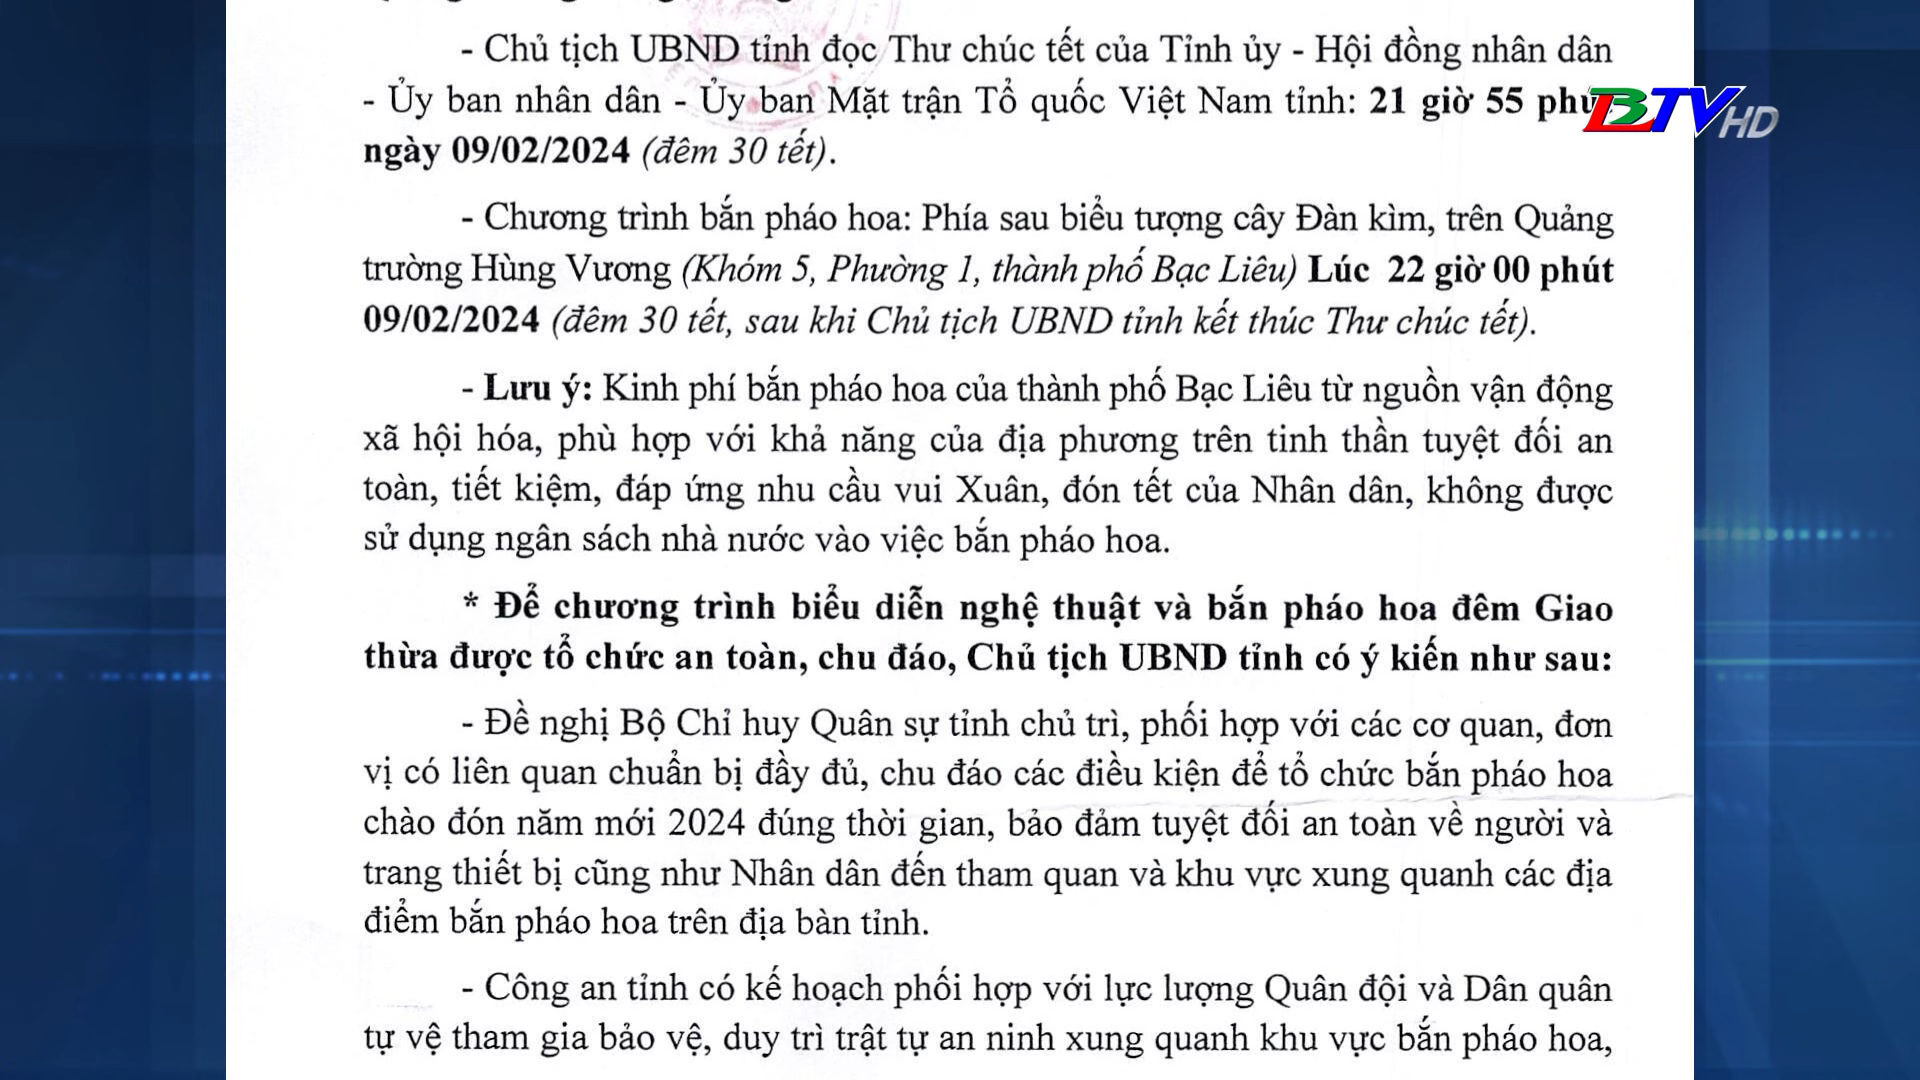 - Chủ tịch UBND tỉnh đọc Thư chúc tết của Tỉnh ủy - Hội đồng nhân dân
- Ủy ban nhân dân - Ủy ban Mặt trận Tổ quốc Việt Nam tỉnh: 21 giờ 55 phút
BTV HD
ngày 09/02/2024 (đêm 30 tết).
- Chương trình bắn pháo hoa: Phía sau biểu tượng cây Đàn kìm, trên Quảng
trường Hùng Vương (Khóm 5, Phường 1, thành phố Bạc Liêu) Lúc 22 giờ 00 phút
09/02/2024 (đêm 30 tết, sau khi Chủ tịch UBND tỉnh kết thúc Thư chúc tết).
- Lưu ý: Kinh phí bắn pháo hoa của thành phố Bạc Liêu từ nguồn vận động
xã hội hóa, phù hợp với khả năng của địa phương trên tinh thần tuyệt đối an
toàn, tiết kiệm, đáp ứng nhu cầu vui Xuân, đón tết của Nhân dân, không được
sử dụng ngân sách nhà nước vào việc bắn pháo hoa.
* Để chương trình biểu diễn nghệ thuật và bắn pháo hoa đêm Giao
thừa được tổ chức an toàn, chu đáo, Chủ tịch UBND tỉnh có ý kiến như sau:
- Đề nghị Bộ Chỉ huy Quân sự tỉnh chủ trì, phối hợp với các cơ quan, đơn
vị có liên quan chuẩn bị đầy đủ, chu đáo các điều kiện để tổ chức bắn pháo hoa
chào đón năm mới 2024 đúng thời gian, bảo đảm tuyệt đối an toàn về người và
trang thiết bị cũng như Nhân dân đến tham quan và khu vực xung quanh các địa
điểm bắn pháo hoa trên địa bàn tỉnh.
- Công an tỉnh có kế hoạch phối hợp với lực lượng Quân đội và Dân quân
tự vệ tham gia bảo vệ, duy trì trật tự an ninh xung quanh khu vực bắn pháo hoa,